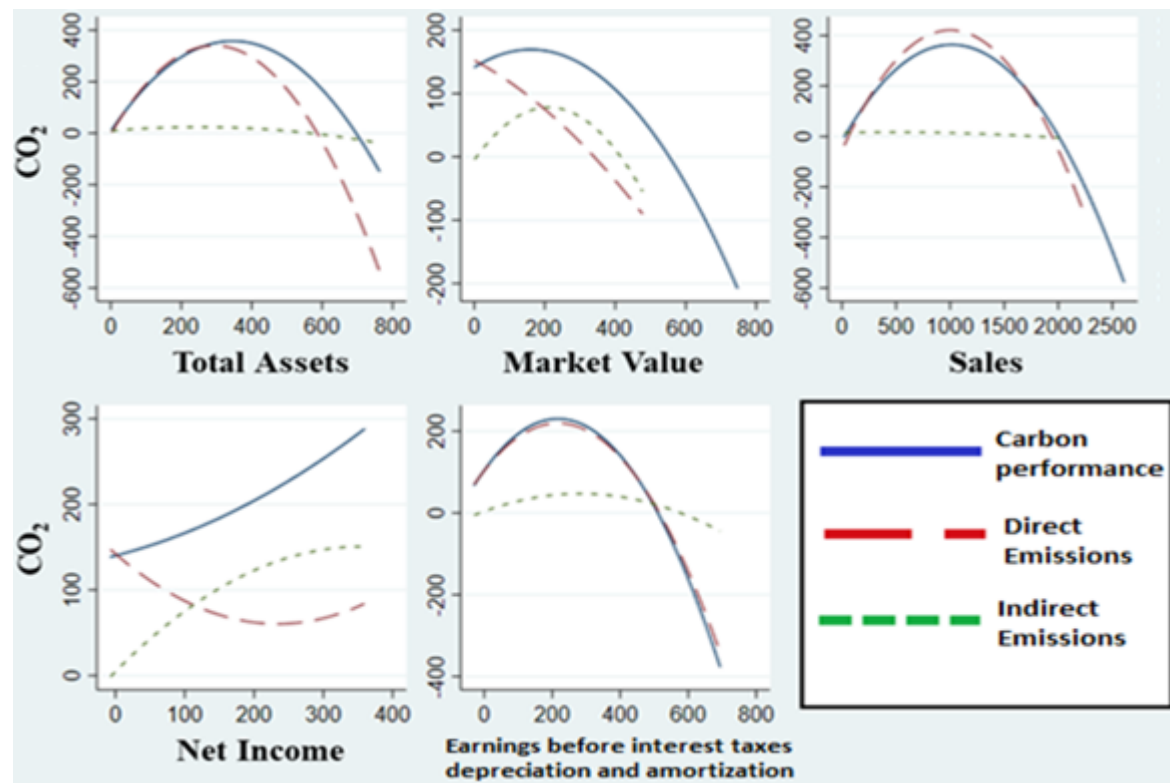 CO2
400
200
0
-200
-400
-600
0 200 400 600 800
Total Assets
200
100
0
-100
-200
0 200 400 600 800
Market Value
400
200
0
-200
-400
-600
0 500 1000 1500 2000 2500
Sales
CO2
300
200
100
0
0 100 200 300 400
Net Income
200
0
-200
-400
0 200 400 600 800
Earnings before interest taxes
depreciation and amortization
Carbon
performance
Direct
Emissions
Indirect
Emissions